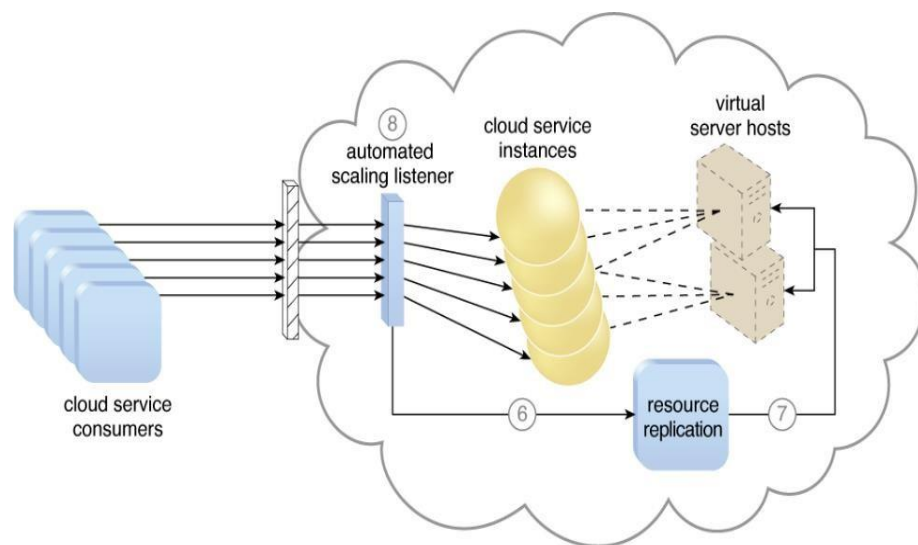 8
automated
scaling listener
cloud service
instances
virtual
server hosts
cloud service
consumers
6
resource
replication
7